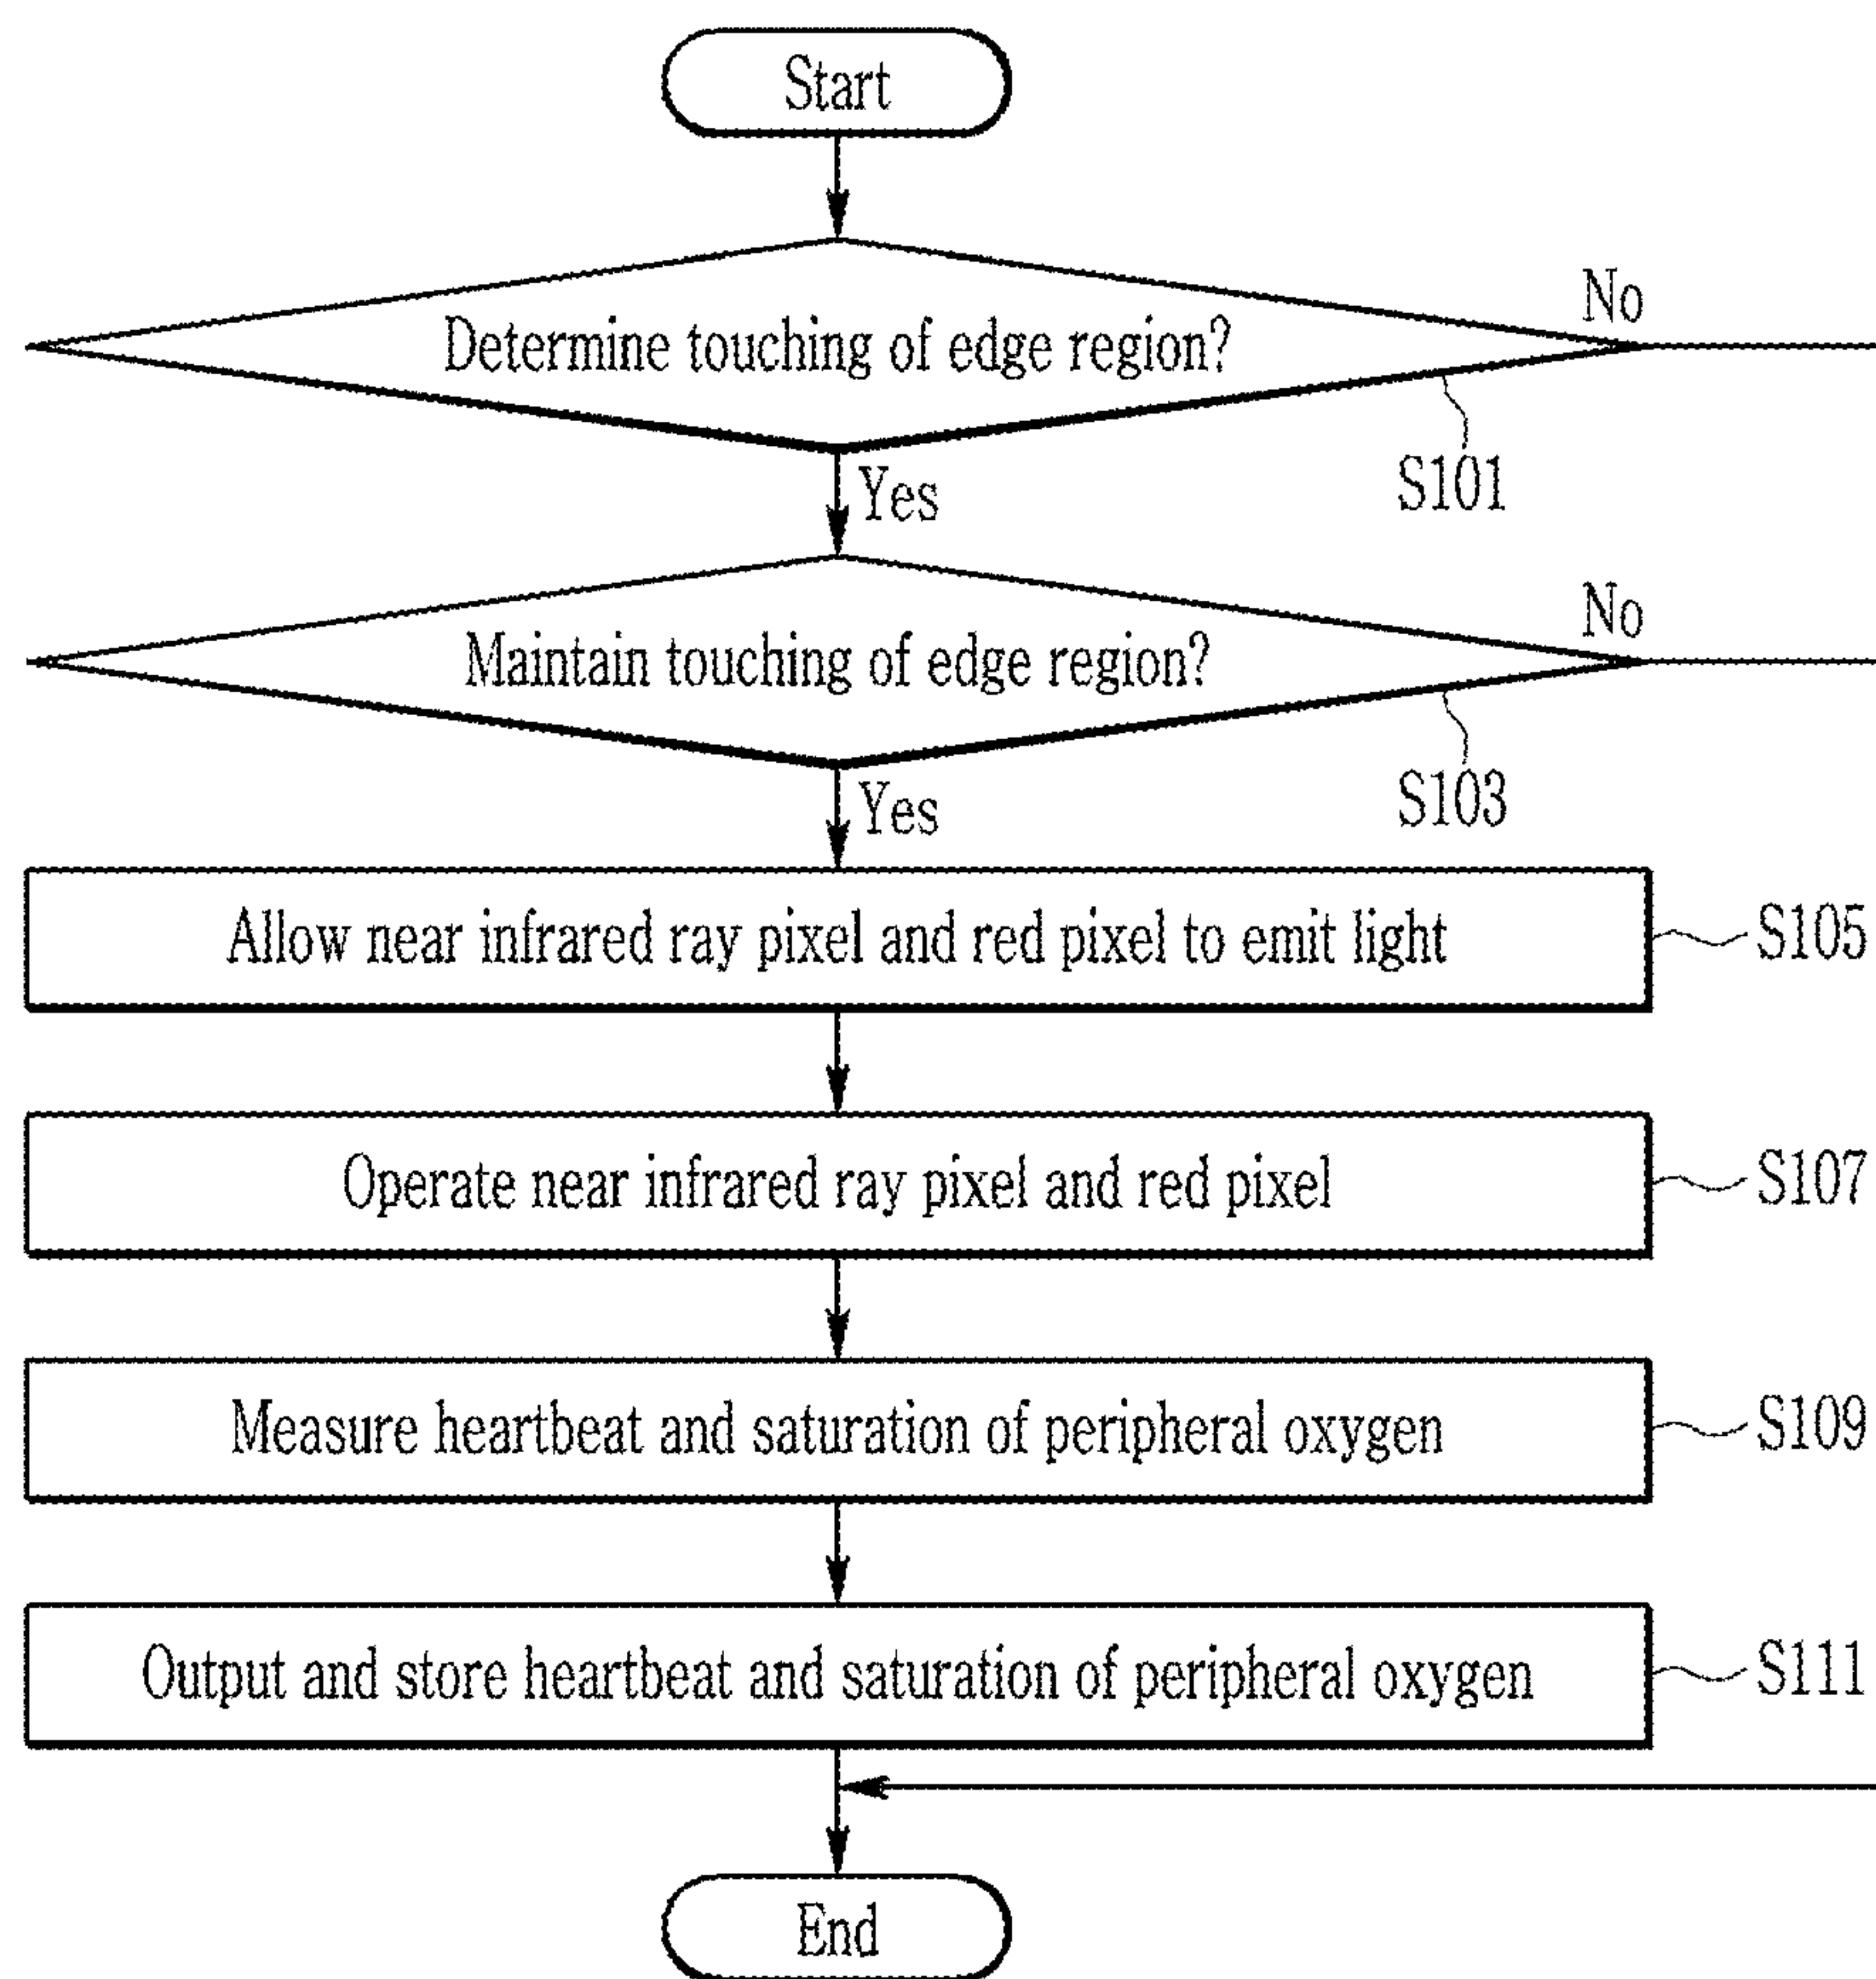 Start
Determine touching of edge region?
No
S101
Yes
Maintain touching of edge region?
No
S103
Yes
Allow near infrared ray pixel and red pixel to emit light
S105
Operate near infrared ray pixel and red pixel
S107
Measure heartbeat and saturation of peripheral oxygen
S109
Output and store heartbeat and saturation of peripheral oxygen
S111
End